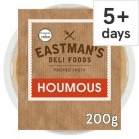 5+
days
EASTMAN'S
DELI FOODS
HOUMOUS
200g